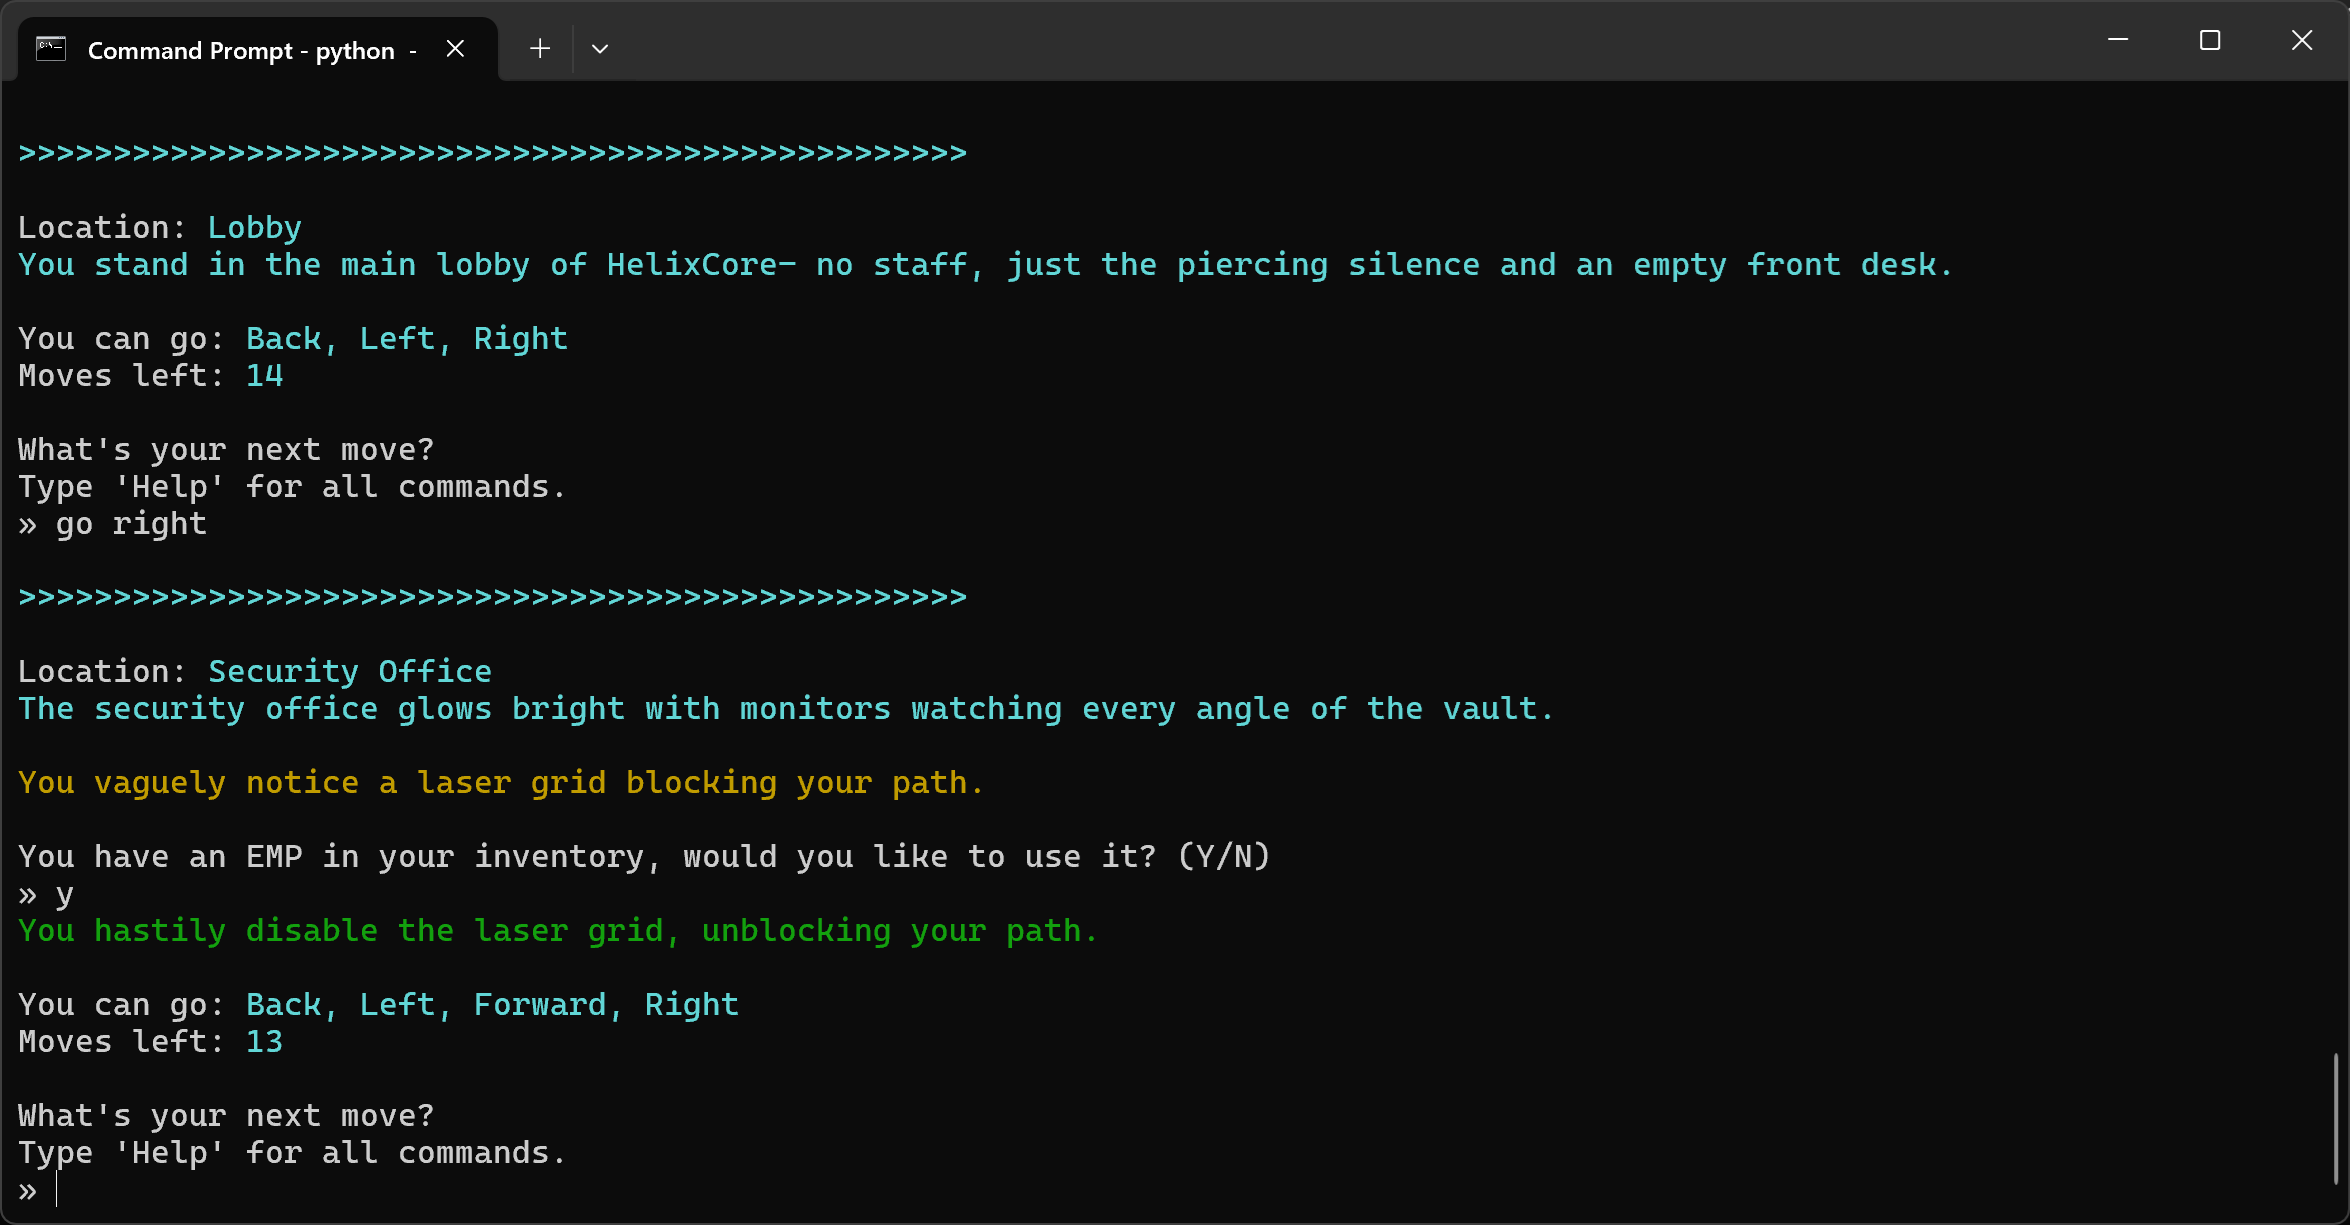 Command Prompt - python -
>>>>>>>>>>>>>>>>>>>>>>>>>>>>>>>>>>>>>>>>>>>>>>>>>>
Location: Lobby
You stand in the main lobby of HelixCore— no staff, just the piercing silence and an empty front desk.
You can go: Back, Left, Right
Moves left: 14
What's your next move?
Type 'Help' for all commands.
» go right
>>>>>>>>>>>>>>>>>>>>>>>>>>>>>>>>>>>>>>>>>>>>>>>>>>
Location: Security Office
The security office glows bright with monitors watching every angle of the vault.
You vaguely notice a laser grid blocking your path.
You have an EMP in your inventory, would you like to use it? (Y/N)
» y
You hastily disable the laser grid, unblocking your path.
You can go: Back, Left, Forward, Right
Moves left: 13
What's your next move?
Type 'Help' for all commands.
»